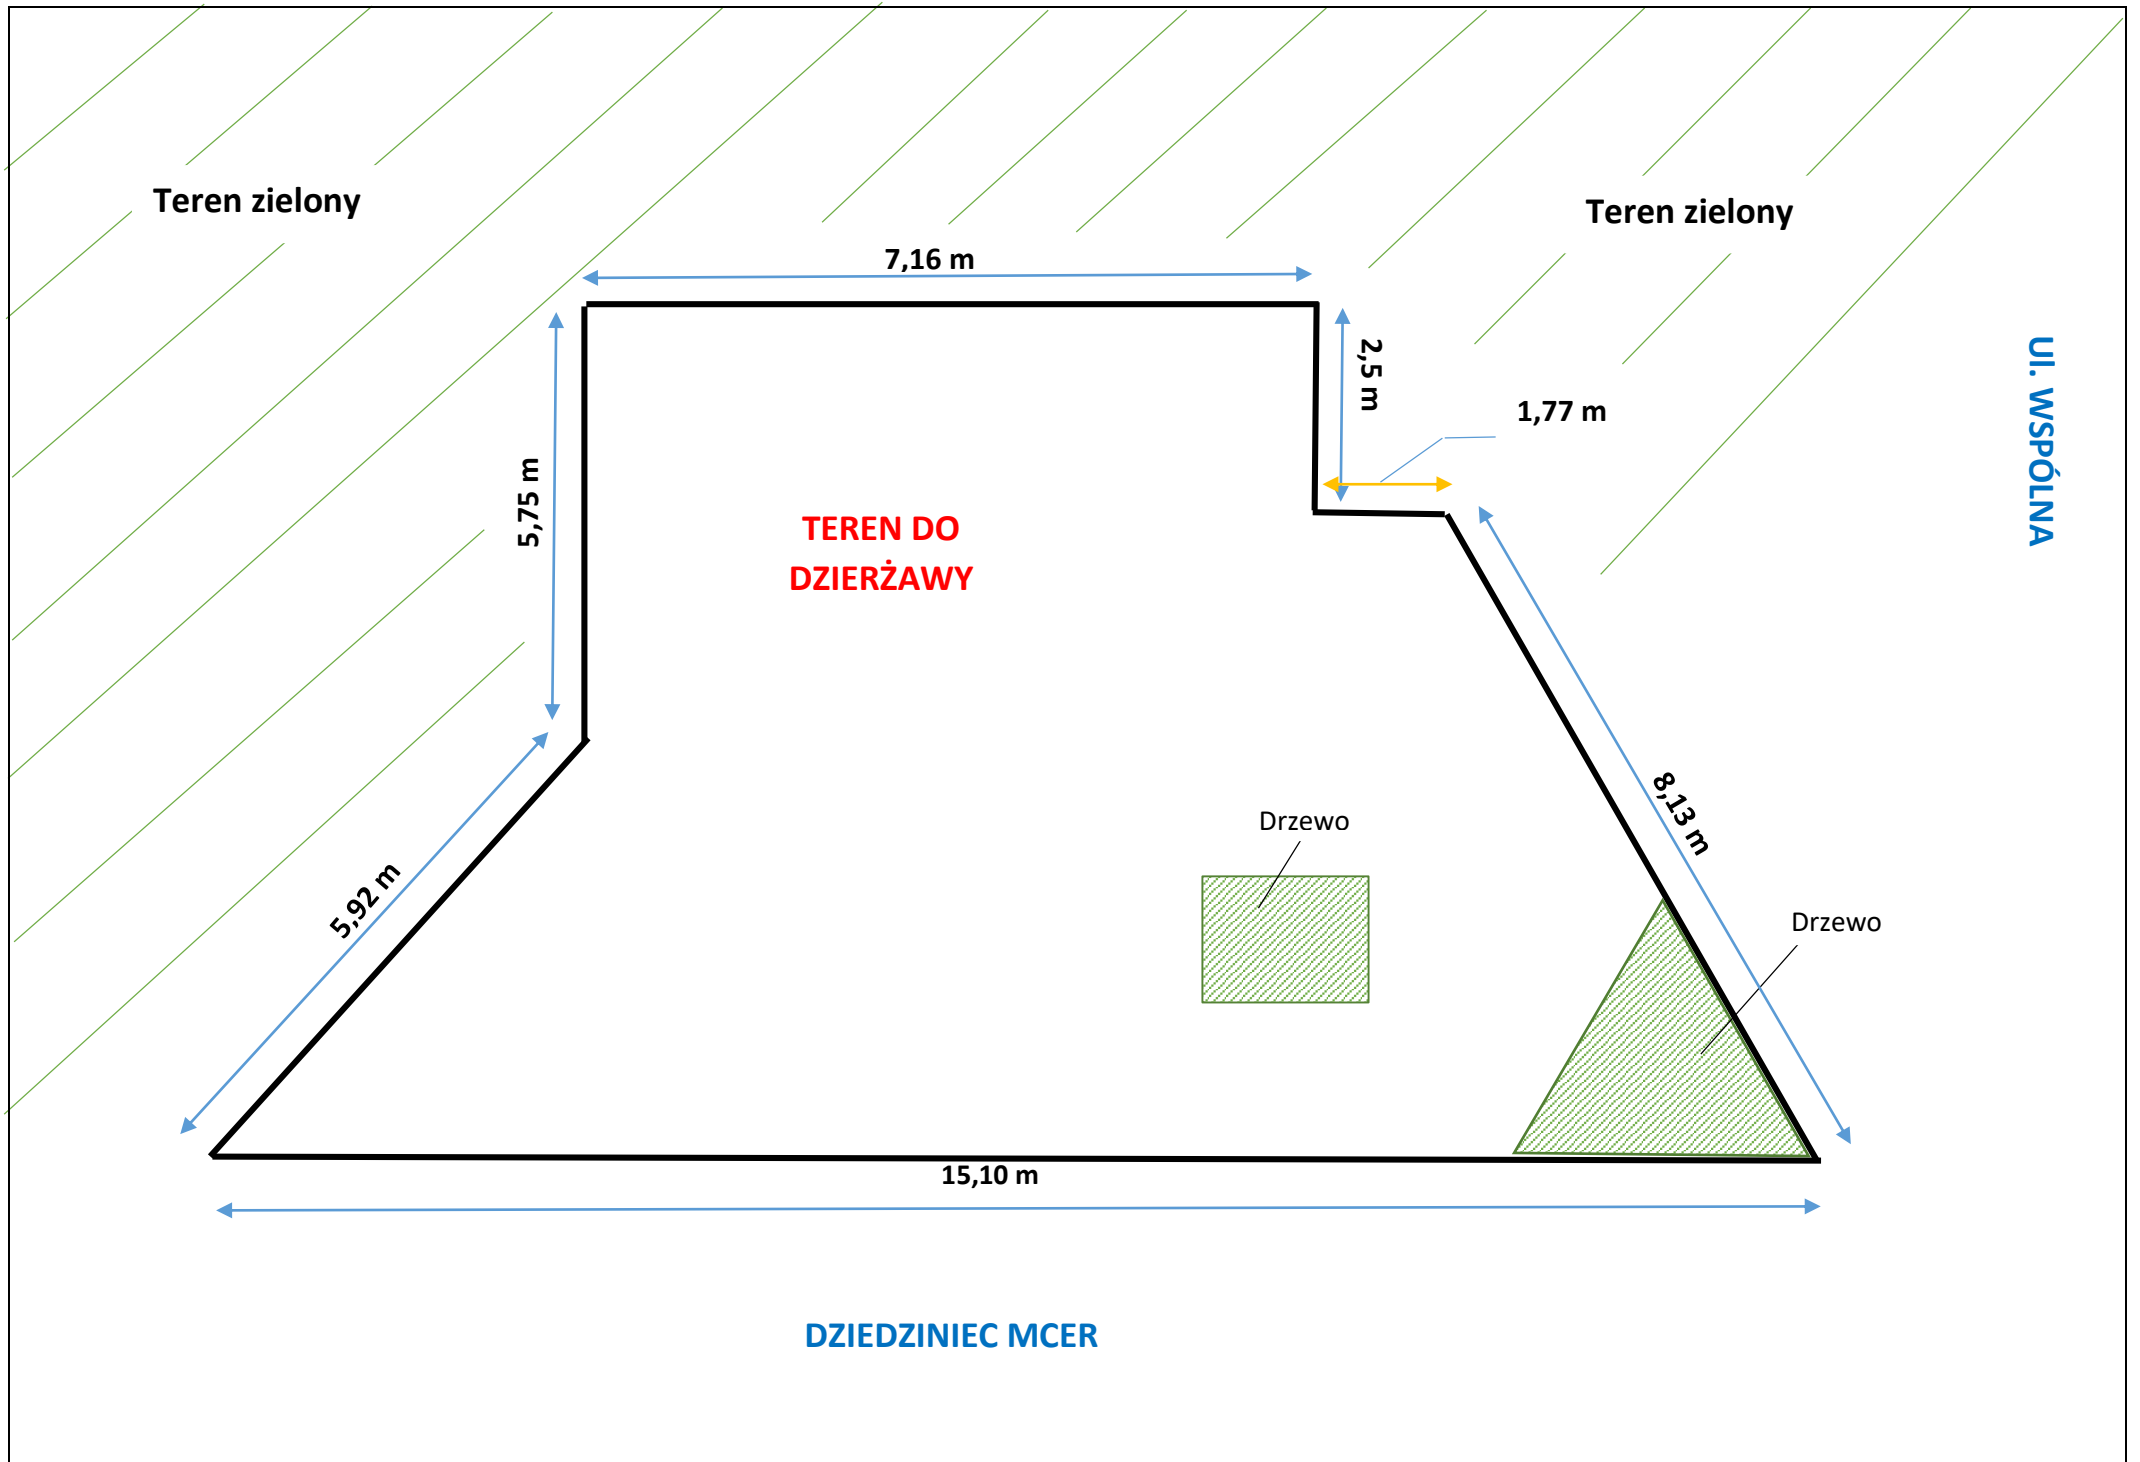 Teren zielony
Teren zielony
7,16 m
2,5 m
1,77 m
Ul. WSPÓLNA
5,75 m
TEREN DO
DZIERŻAWY
8,13 m
Drzewo
5,92 m
Drzewo
15,10 m
DZIEDZINIEC MCER